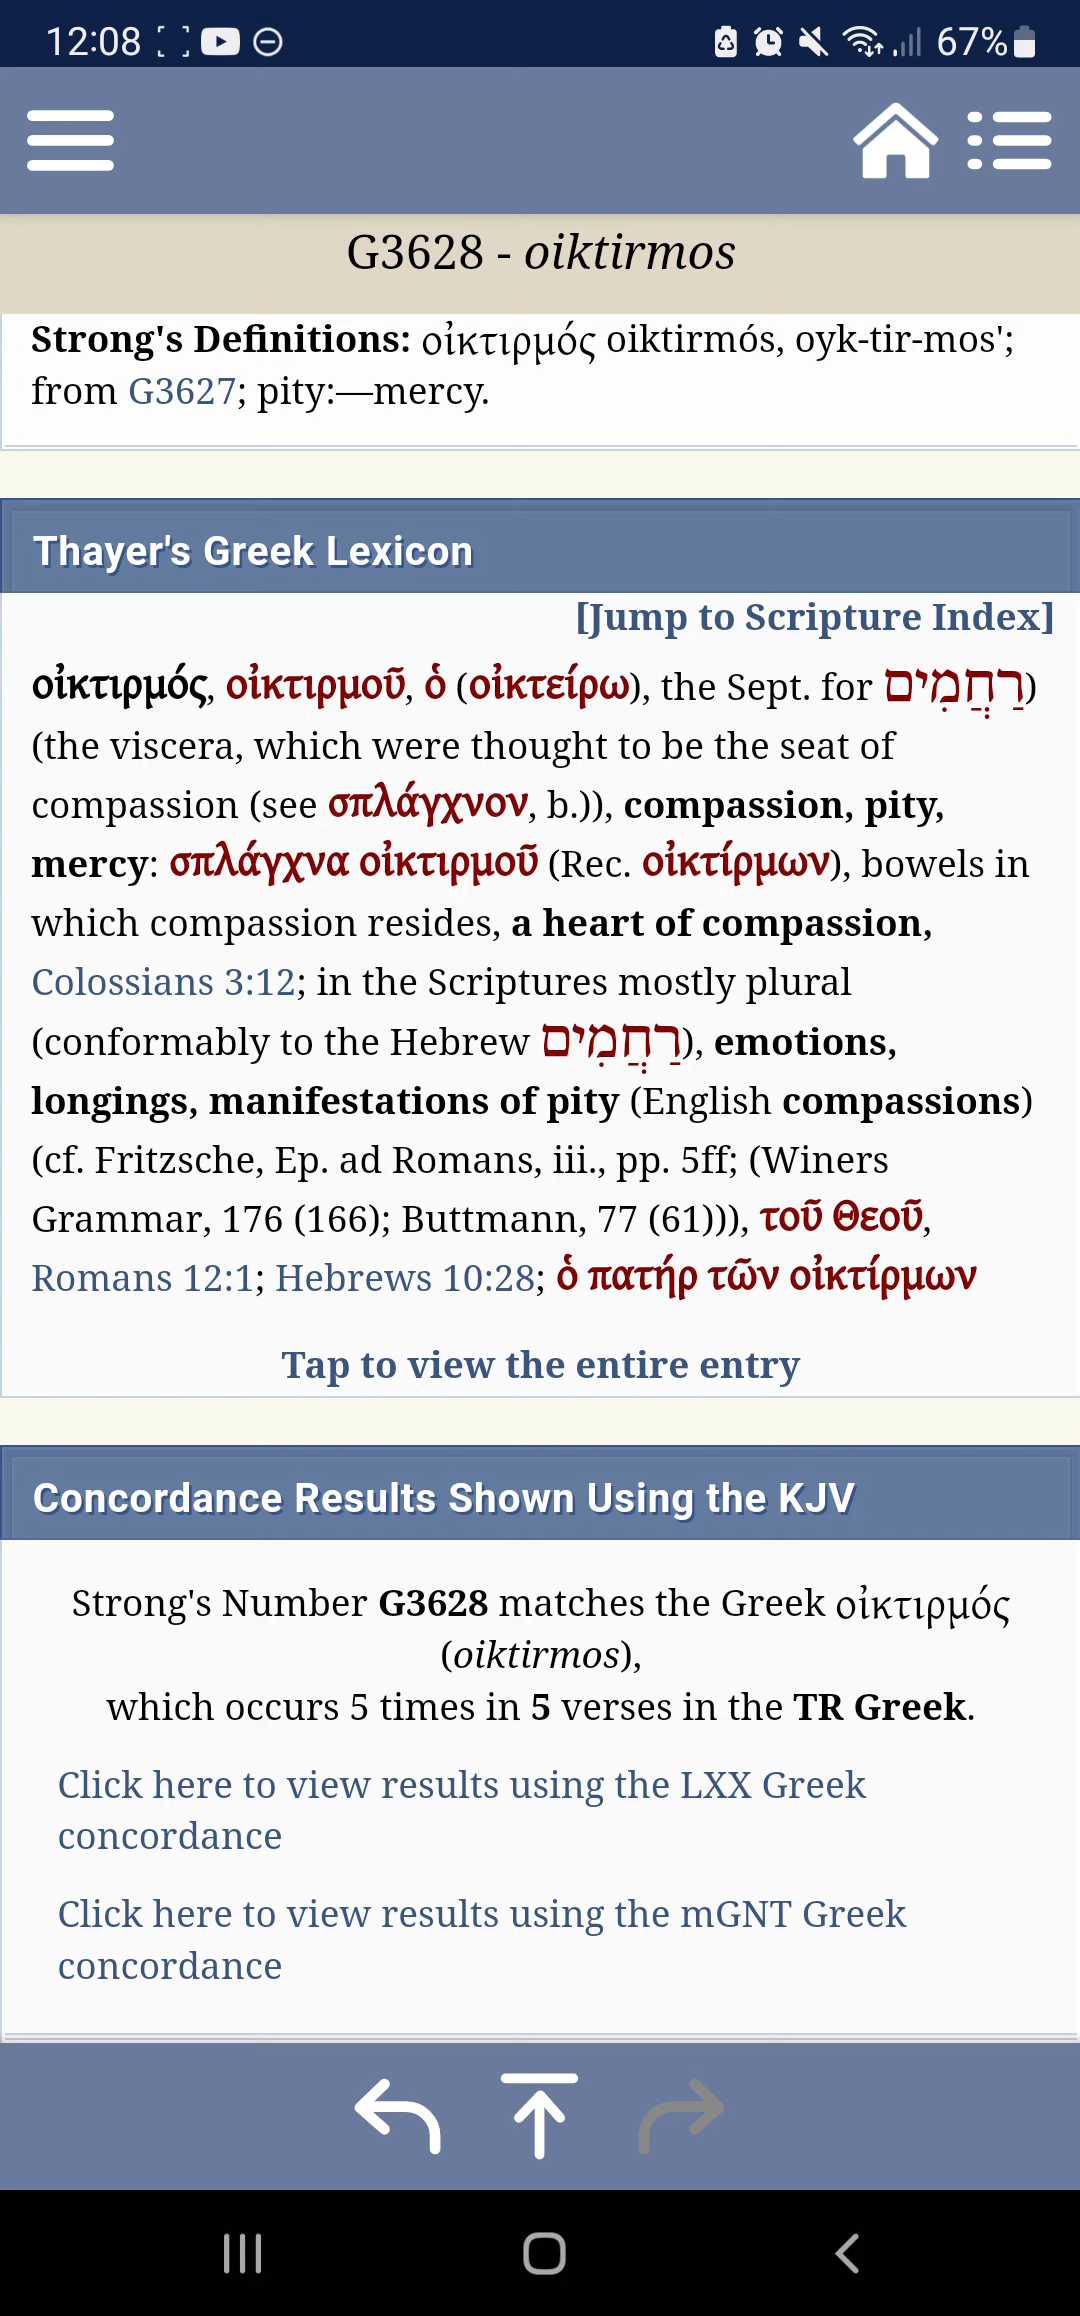 12:08 67%
G3628 - oiktirmos
Strong's Definitions: οἰκτιρμός oiktirmós, oyk-tir-mos';
from G3627; pity:—mercy.
Thayer's Greek Lexicon
[Jump to Scripture Index]
οἰκτιρμός, οἰκτιρμοῦ, ὁ (οἰκτείρω), the Sept. for רַחֲמִים)
(the viscera, which were thought to be the seat of
compassion (see σπλάγχνον, b.)), compassion, pity,
mercy: σπλάγχνα οἰκτιρμοῦ (Rec. οἰκτίρμων), bowels in
which compassion resides, a heart of compassion,
Colossians 3:12; in the Scriptures mostly plural
(conformably to the Hebrew רַחֲמִים), emotions,
longings, manifestations of pity (English compassions)
(cf. Fritzsche, Ep. ad Romans, iii., pp. 5ff; (Winers
Grammar, 176 (166); Buttmann, 77 (61))), τοῦ Θεοῦ,
Romans 12:1; Hebrews 10:28; ὁ πατήρ τῶν οἰκτίρμων
Tap to view the entire entry
Concordance Results Shown Using the KJV
Strong's Number G3628 matches the Greek οἰκτιρμός
(oiktirmos),
which occurs 5 times in 5 verses in the TR Greek.
Click here to view results using the LXX Greek
concordance
Click here to view results using the mGNT Greek
concordance